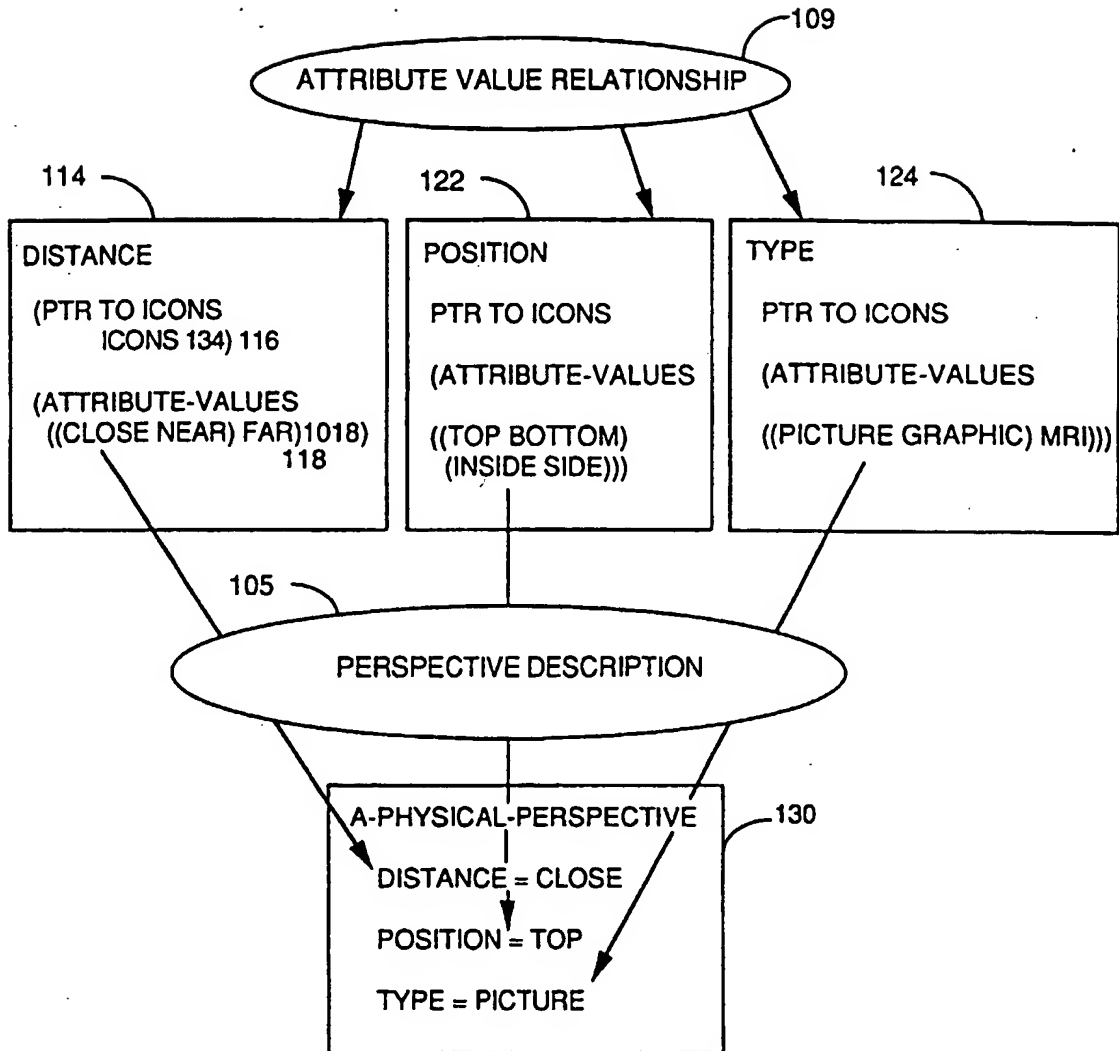 109
ATTRIBUTE VALUE RELATIONSHIP
114
DISTANCE
(PTR TO ICONS
ICONS 134) 116
(ATTRIBUTE-VALUES
((CLOSE NEAR) FAR)1018)
118
122
POSITION
PTR TO ICONS
(ATTRIBUTE-VALUES
((TOP BOTTOM)
(INSIDE SIDE)))
124
TYPE
PTR TO ICONS
(ATTRIBUTE-VALUES
((PICTURE GRAPHIC) MRI)))
105
PERSPECTIVE DESCRIPTION
A-PHYSICAL-PERSPECTIVE
130
DISTANCE = CLOSE
POSITION = TOP
TYPE = PICTURE